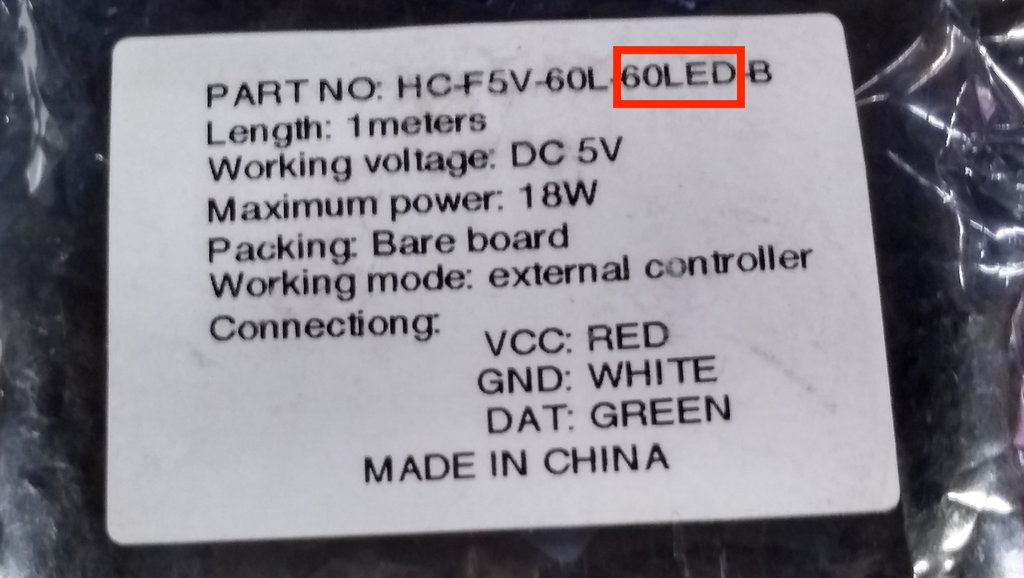 PART NO: HC-F5V-60L-60LED-B
Length: 1meters
Working voltage: DC 5V
Maximum power: 18W
Packing: Bare board
Working mode: external controller
Connectiong:
VCC: RED
GND: WHITE
DAT: GREEN
MADE IN CHINA